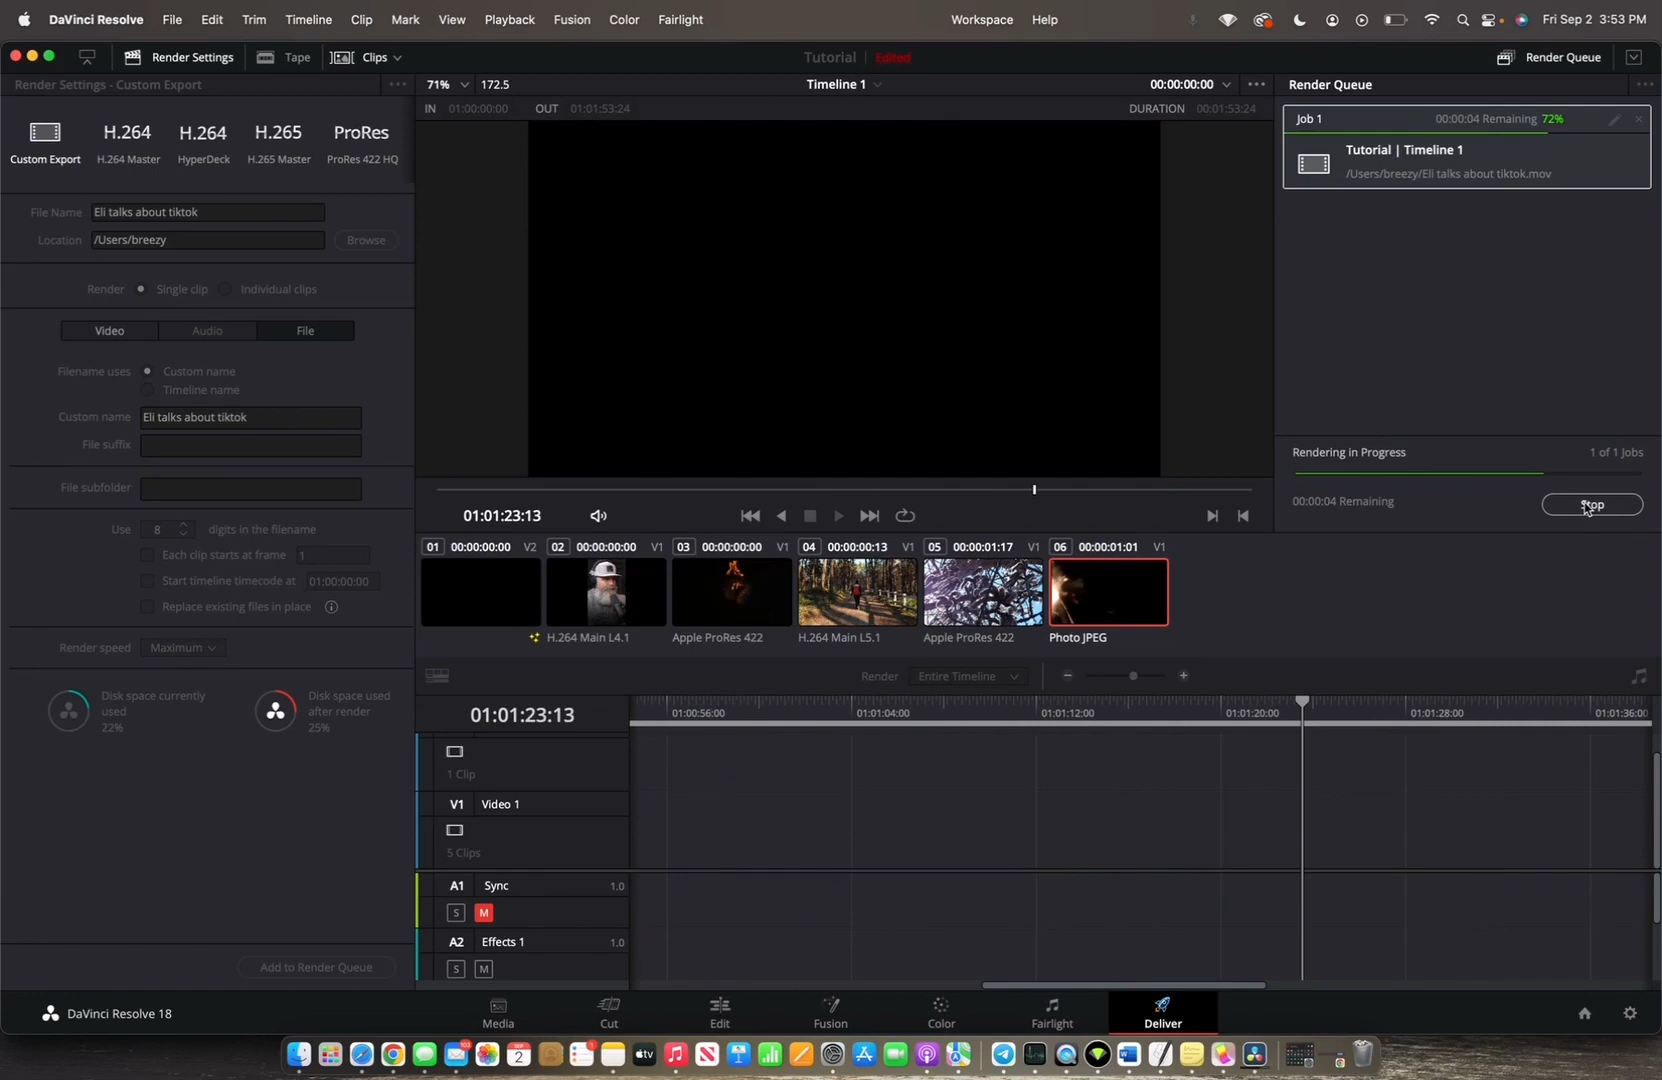 DaVinci Resolve File Edit Trim Timeline Clip Mark View Playback Fusion Color Fairlight Workspace Help Fri Sep 2 3:53 PM
Render Settings Tape Clips Tutorial Edited Render Queue
Render Settings - Custom Export 71% 172.5 Timeline 1 00:00:00:00 Render Queue
IN 01:00:00:00 OUT 01:01:53:24 DURATION 00:01:53:24
Job 1 00:00:04 Remaining 72%
H.264 H.264 H.265 ProRes
Custom Export H.264 Master HyperDeck H.265 Master ProRes 422 HQ
Tutorial | Timeline 1
/Users/breezy/Eli talks about tiktok.mov
File Name Eli talks about tiktok
Location /Users/breezy Browse
Render Single clip Individual clips
Video Audio File
Filename uses Custom name
Timeline name
Custom name Eli talks about tiktok
File suffix
File subfolder
Use 8 digits in the filename
Each clip starts at frame 1
Start timeline timecode at 01:00:00:00
Replace existing files in place
Render speed Maximum
Disk space currently used 22%
Disk space used after render 25%
Add to Render Queue
Rendering in Progress 1 of 1 Jobs
00:00:04 Remaining Stop
01:01:23:13
01 00:00:00:00 V2 02 00:00:00:00 V1 03 00:00:00:00 V1 04 00:00:00:13 V1 05 00:00:01:17 V1 06 00:00:01:01 V1
H.264 Main L4.1 Apple ProRes 422 H.264 Main L5.1 Apple ProRes 422 Photo JPEG
Render Entire Timeline
01:01:23:13 01:00:56:00 01:01:04:00 01:01:12:00 01:01:20:00 01:01:28:00 01:01:36:00
1 Clip
V1 Video 1
5 Clips
A1 Sync 1.0
S M
A2 Effects 1 1.0
S M
DaVinci Resolve 18 Media Cut Edit Fusion Color Fairlight Deliver
103
SEP
2
tv